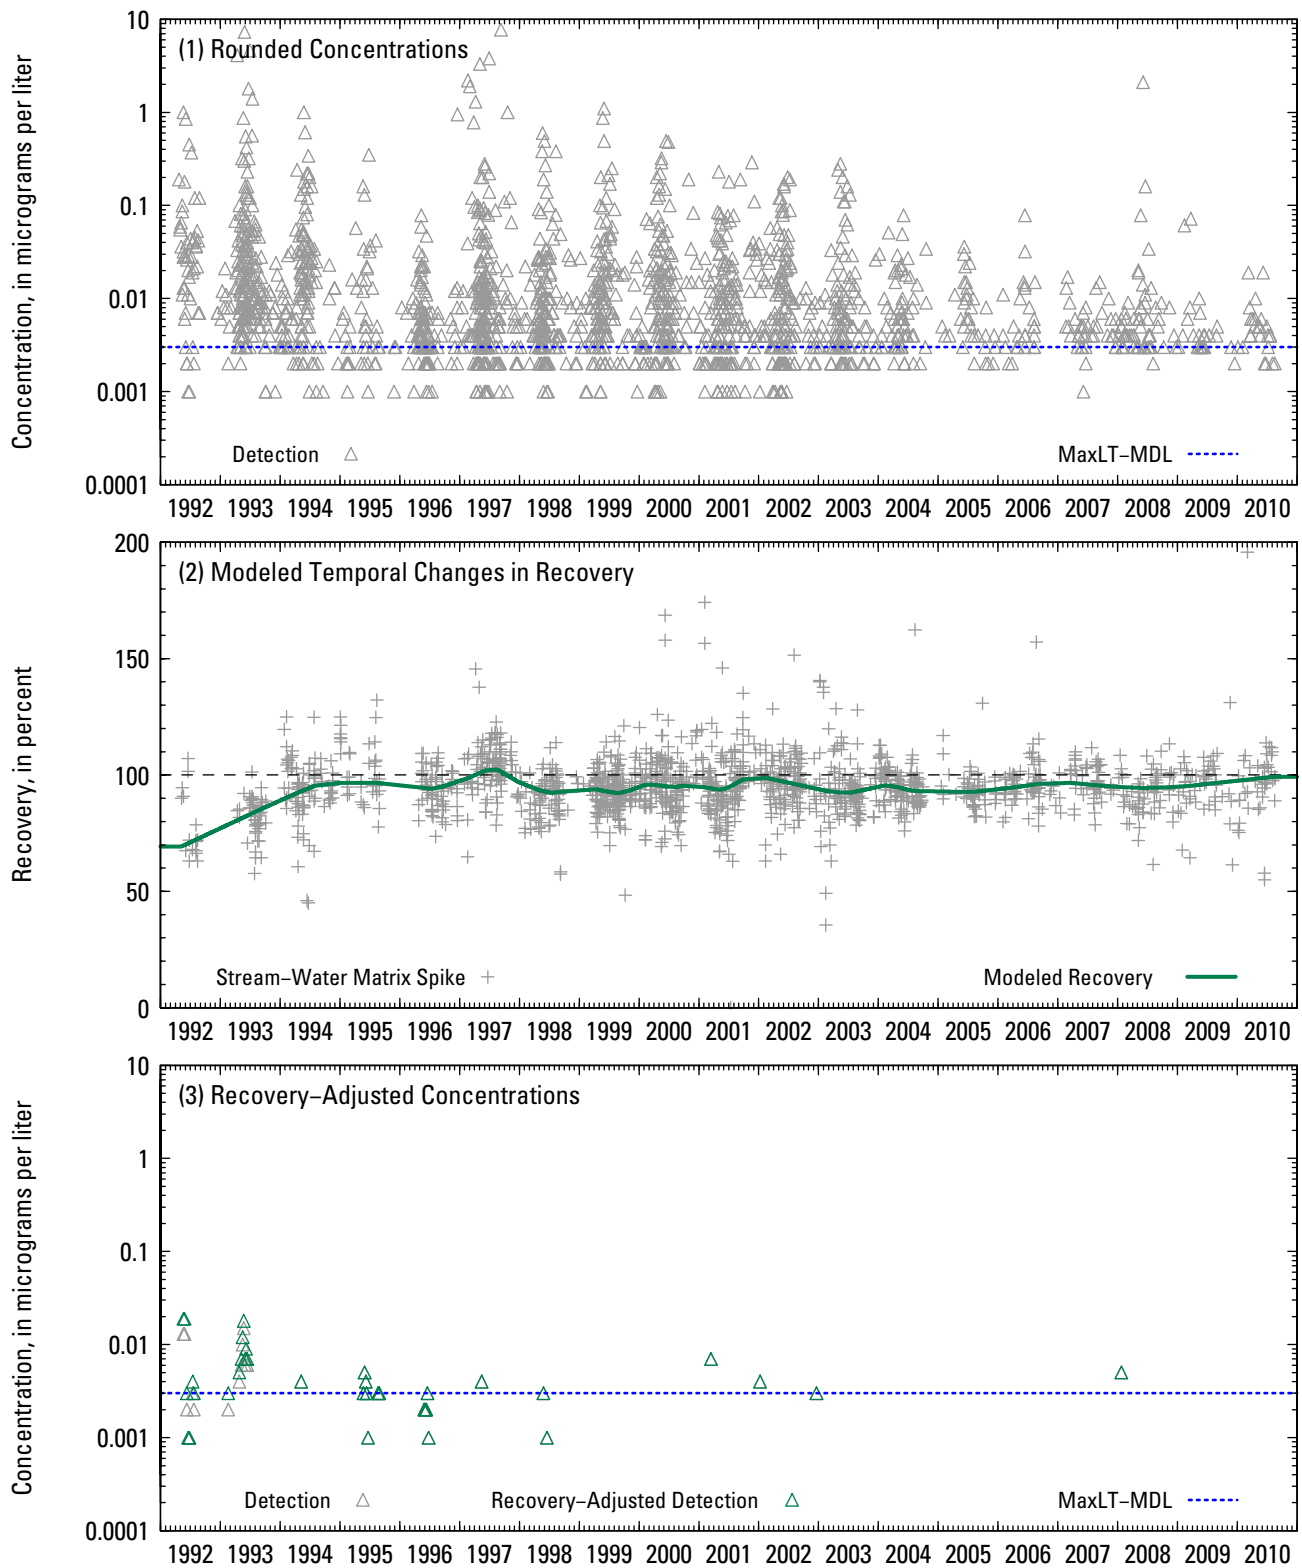 (1) Rounded Concentrations
Concentration, in micrograms per liter
10
1
0.1
0.01
0.001
0.0001
Detection
MaxLT–MDL
1992 1993 1994 1995 1996 1997 1998 1999 2000 2001 2002 2003 2004 2005 2006 2007 2008 2009 2010
(2) Modeled Temporal Changes in Recovery
Recovery, in percent
200
150
100
50
0
Stream–Water Matrix Spike
Modeled Recovery
1992 1993 1994 1995 1996 1997 1998 1999 2000 2001 2002 2003 2004 2005 2006 2007 2008 2009 2010
(3) Recovery–Adjusted Concentrations
Concentration, in micrograms per liter
10
1
0.1
0.01
0.001
0.0001
Detection
Recovery–Adjusted Detection
MaxLT–MDL
1992 1993 1994 1995 1996 1997 1998 1999 2000 2001 2002 2003 2004 2005 2006 2007 2008 2009 2010